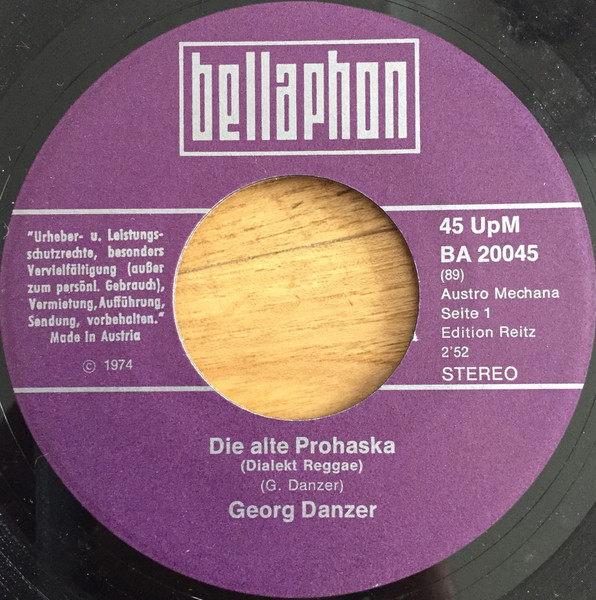 bellaphon
"Urheber- u. Leistungs-
schutzrechte, besonders
Vervielfältigung (außer
zum persönl. Gebrauch),
Vermietung, Aufführung,
Sendung, vorbehalten."
Made in Austria
© 1974
45 UpM
BA 20045
(89)
Austro Mechana
Seite 1
Edition Reitz
2'52
STEREO
Die alte Prohaska
(Dialekt Reggae)
(G. Danzer)
Georg Danzer